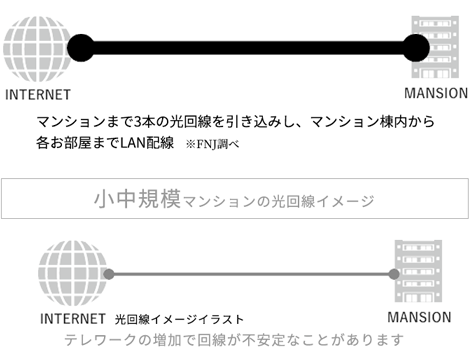 INTERNET
MANSION
マンションまで3本の光回線を引き込みし、マンション棟内から
各お部屋までLAN配線 ※FNJ調べ
小中規模マンションの光回線イメージ
INTERNET 光回線イメージイラスト
MANSION
テレワークの増加で回線が不安定なことがあります